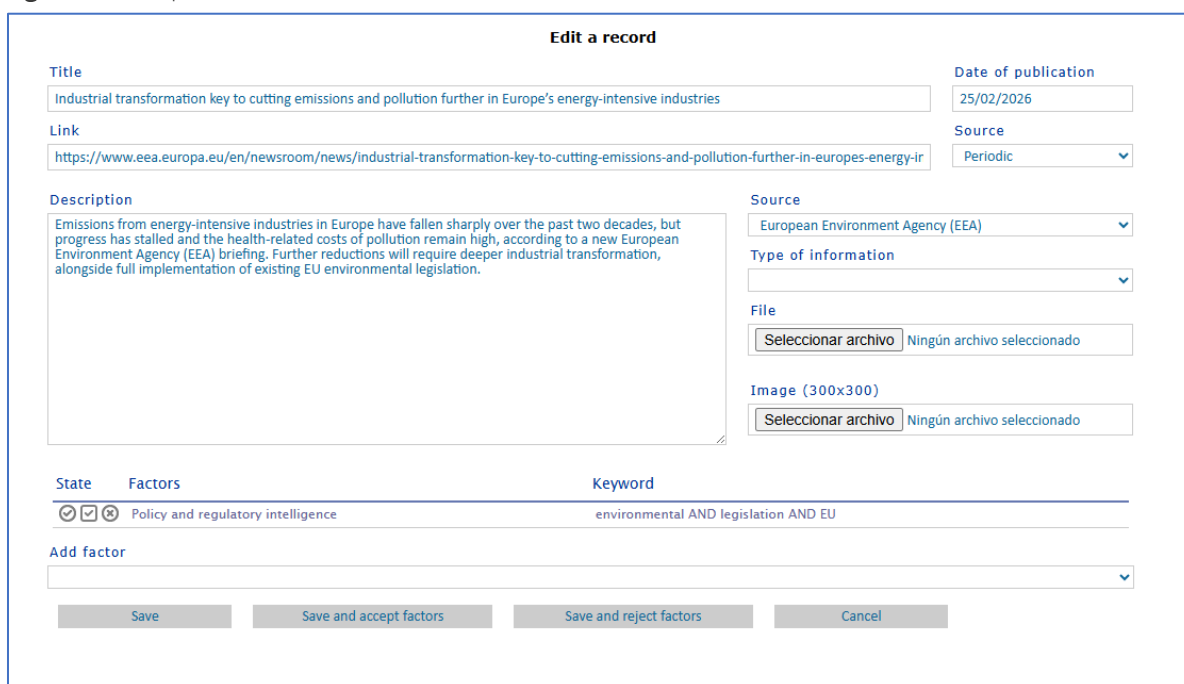 Edit a record
Title
Date of publication
Industrial transformation key to cutting emissions and pollution further in Europe's energy-intensive industries
25/02/2026
Link
Source
https://www.eea.europa.eu/en/newsroom/news/industrial-transformation-key-to-cutting-emissions-and-pollution-further-in-europes-energy-ir
Periodic
Description
Emissions from energy-intensive industries in Europe have fallen sharply over the past two decades, but
progress has stalled and the health-related costs of pollution remain high, according to a new European
Environment Agency (EEA) briefing. Further reductions will require deeper industrial transformation,
alongside full implementation of existing EU environmental legislation.
Source
European Environment Agency (EEA)
Type of information
File
Seleccionar archivo Ningún archivo seleccionado
Image (300x300)
Seleccionar archivo Ningún archivo seleccionado
State Factors Keyword
Policy and regulatory intelligence environmental AND legislation AND EU
Add factor
Save Save and accept factors Save and reject factors Cancel